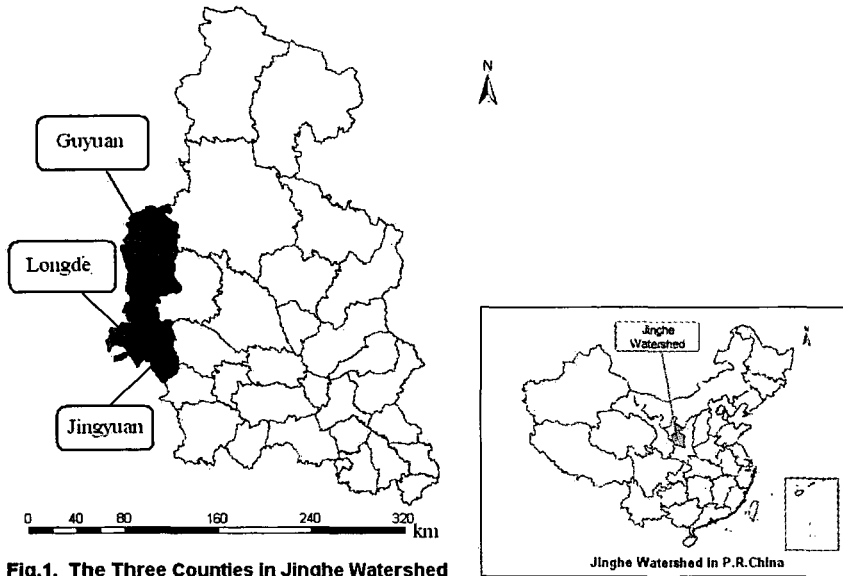 N
Guyuan
Longde
Jingyuan
0 40 80 160 240 320 km
Fig.1. The Three Counties in Jinghe Watershed
Jinghe
Watershed
N
Jinghe Watershed in P.R.China